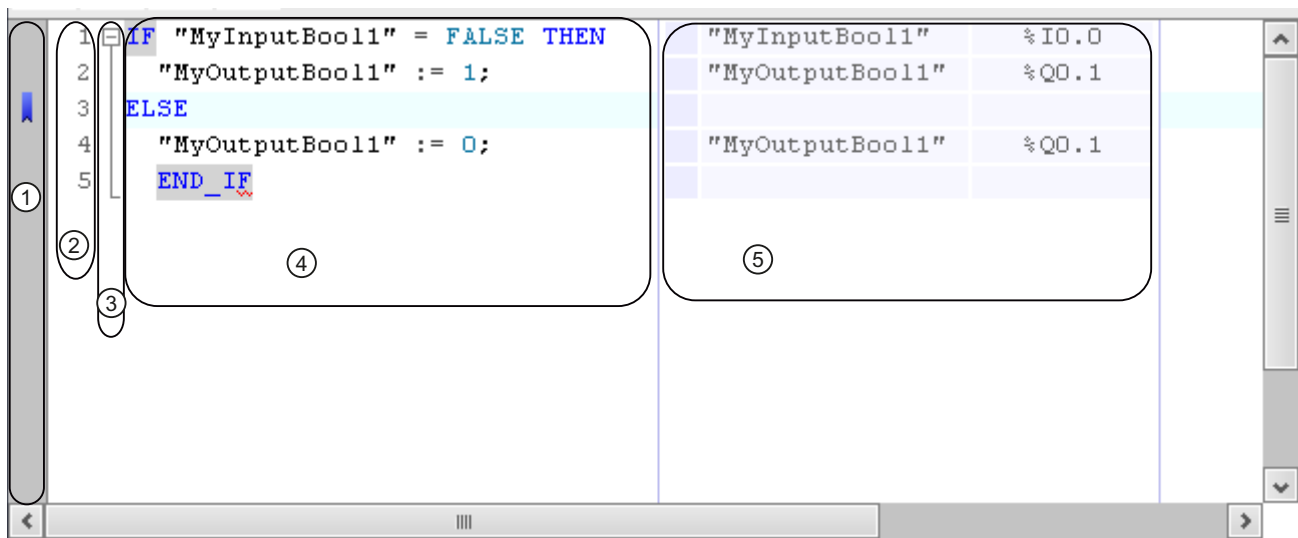 1 IF "MyInputBool1" = FALSE THEN "MyInputBool1" %I0.0
2 "MyOutputBool1" := 1; "MyOutputBool1" %Q0.1
3 ELSE
4 "MyOutputBool1" := 0; "MyOutputBool1" %Q0.1
5 END_IF
1
2
4
5
3